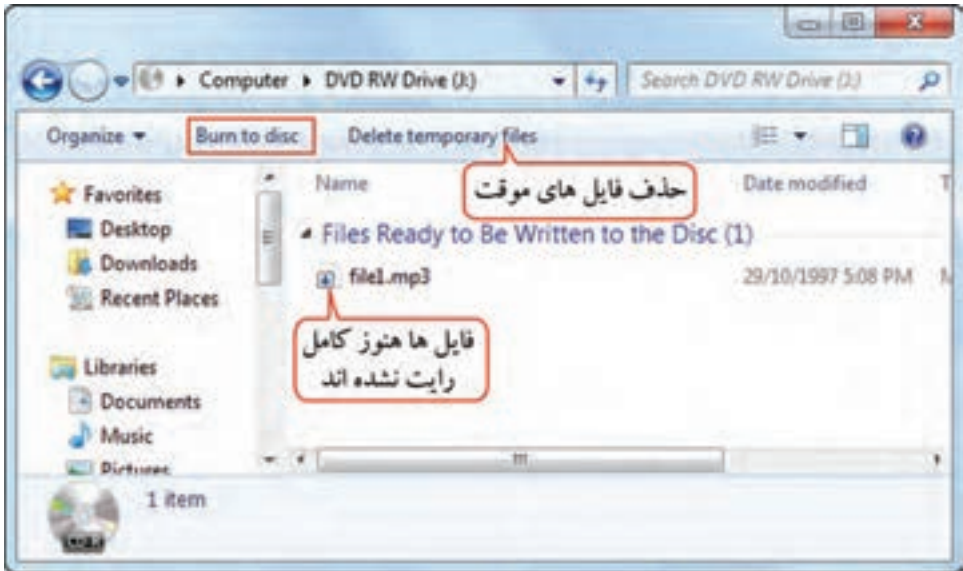 Computer ▸ DVD RW Drive (J:)
Search DVD RW Drive (J:)
Organize
Burn to disc
Delete temporary files
Name
Date modified
T
حذف فایل های موقت
Favorites
Desktop
Downloads
Recent Places
Files Ready to Be Written to the Disc (1)
file1.mp3
29/10/1997 5:08 PM
M
فایل ها هنوز کامل
رایت نشده اند
Libraries
Documents
Music
Pictures
1 item
CD-R